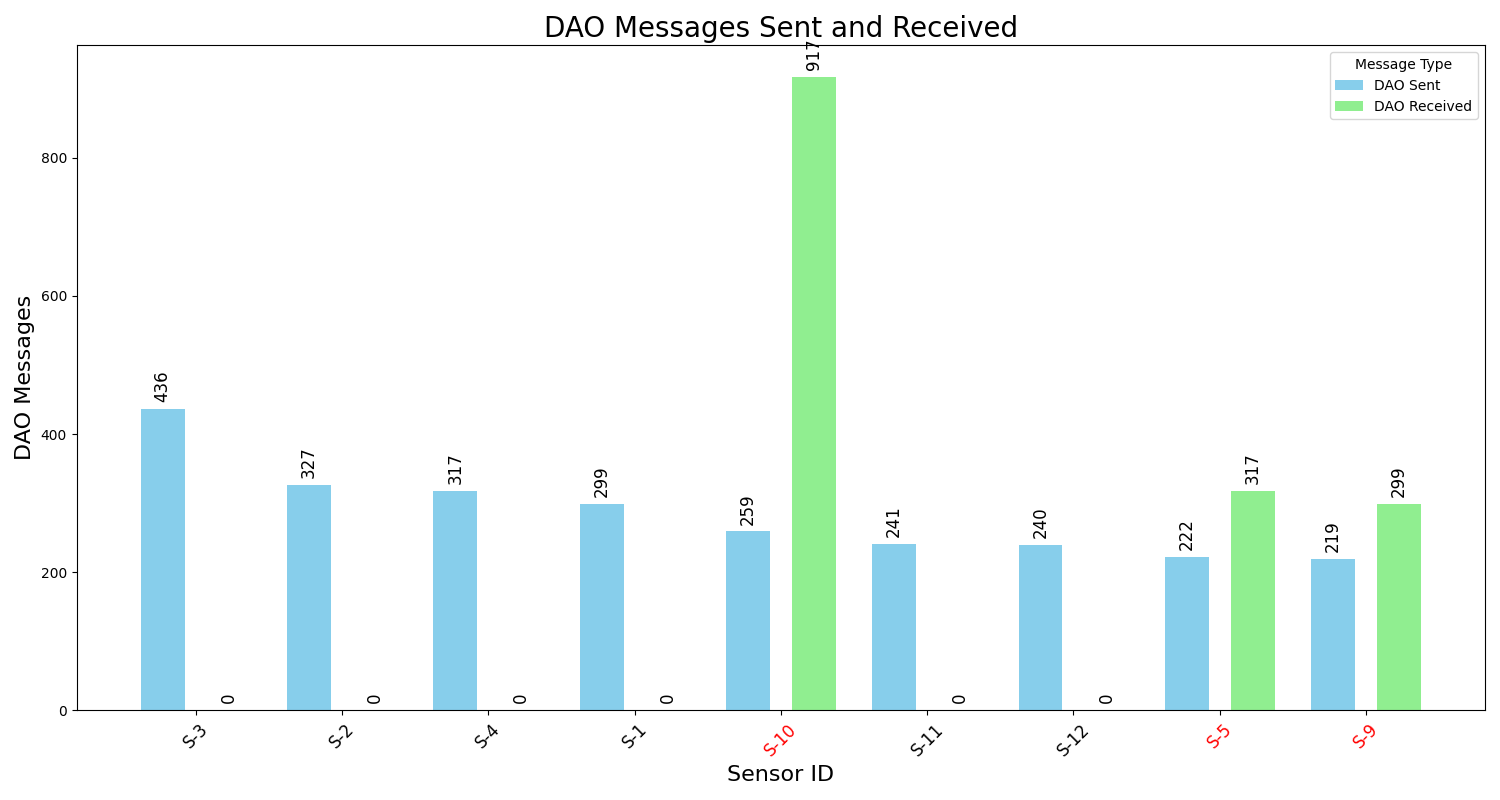 DAO Messages Sent and Received
Message Type
DAO Sent
DAO Received
DAO Messages
800
600
400
200
0
436
0
327
0
317
0
299
0
259
917
241
0
240
0
222
317
219
299
S-3
S-2
S-4
S-1
S-10
S-11
S-12
S-5
S-9
Sensor ID